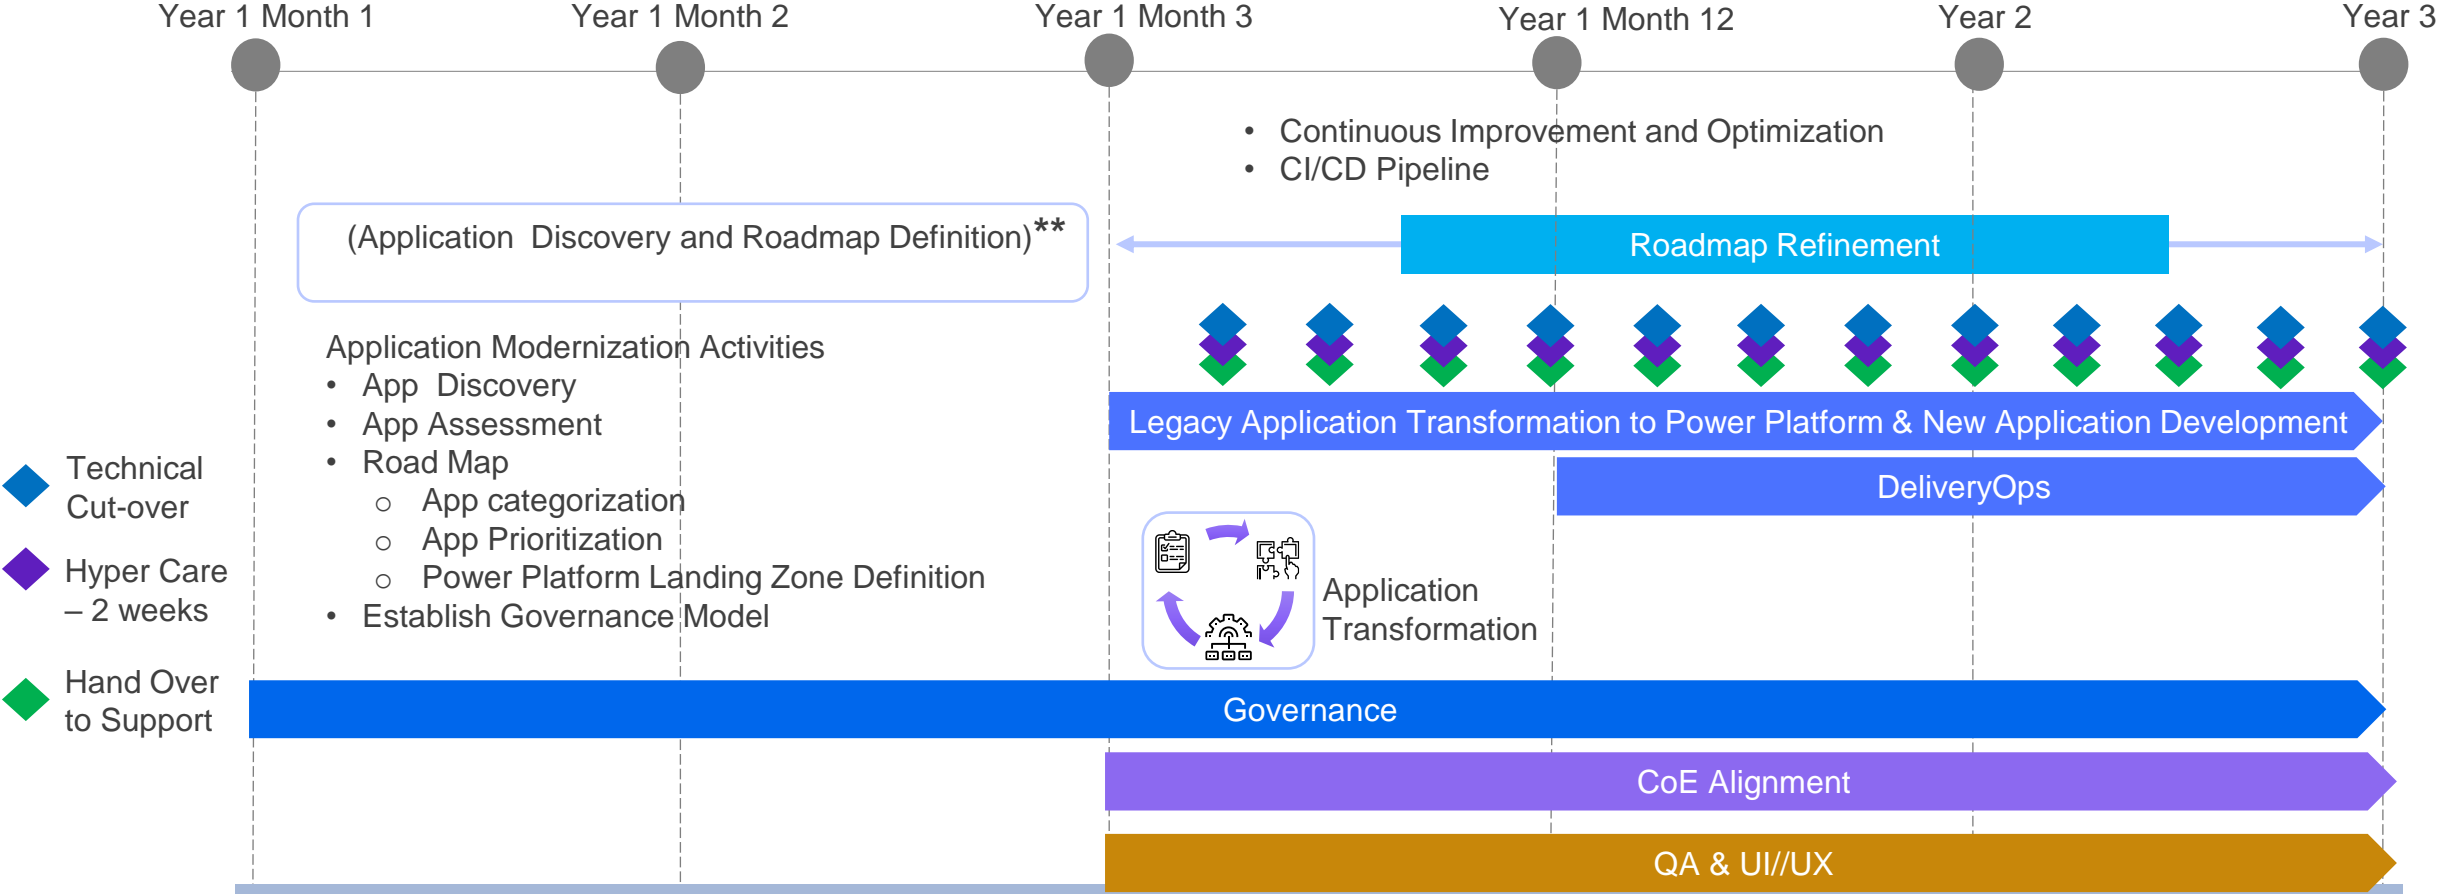 Year 1 Month 1
Year 1 Month 2
Year 1 Month 3
Year 1 Month 12
Year 2
Year 3
• Continuous Improvement and Optimization
• CI/CD Pipeline
(Application Discovery and Roadmap Definition)**
Roadmap Refinement
Application Modernization Activities
• App Discovery
• App Assessment
• Road Map
o App categorization
o App Prioritization
o Power Platform Landing Zone Definition
• Establish Governance Model
Legacy Application Transformation to Power Platform & New Application Development
DeliveryOps
Technical
Cut-over
Hyper Care
– 2 weeks
Hand Over
to Support
Application
Transformation
Governance
CoE Alignment
QA & UI//UX